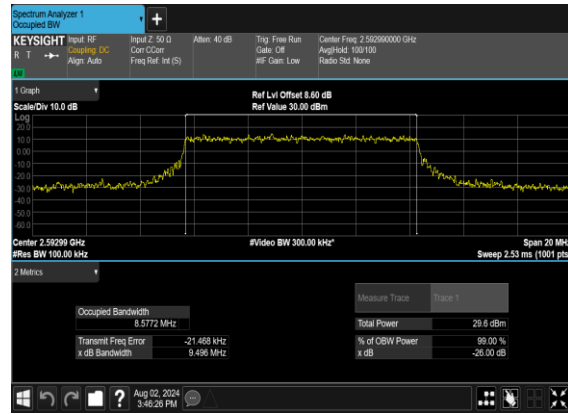 Spectrum Analyzer 1
Occupied BW
+
KEYSIGHT Input: RF Input Z: 50 Ω Atten: 40 dB Trig: Free Run Center Freq: 2.592990000 GHz
R T Coupling: DC Corr CCorr Gate: Off Avg|Hold: 100/100
Align: Auto Freq Ref: Int (S) #IF Gain: Low Radio Std: None
LW
1 Graph
Ref Lvl Offset 8.60 dB
Scale/Div 10.0 dB Ref Value 30.00 dBm
Log
20.0
10.0
0.00
-10.0
-20.0
-30.0
-40.0
-50.0
-60.0
Center 2.59299 GHz #Video BW 300.00 kHz* Span 20 MHz
#Res BW 100.00 kHz Sweep 2.53 ms (1001 pts)
2 Metrics
Measure Trace Trace 1
Occupied Bandwidth
8.5772 MHz
Total Power 29.6 dBm
Transmit Freq Error -21.468 kHz % of OBW Power 99.00 %
x dB Bandwidth 9.496 MHz x dB -26.00 dB
? Aug 02, 2024
3:46:26 PM